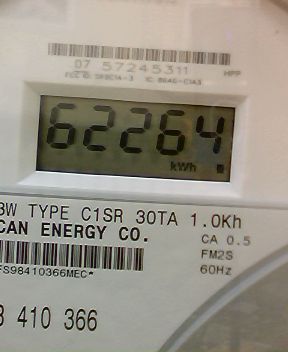 07 57245311
HPP
62264
kWh
3W TYPE C1SR 30TA 1.0Kh
CAN ENERGY CO.
CA 0.5
FM2S
60Hz
FS98410366MEC*
410 366